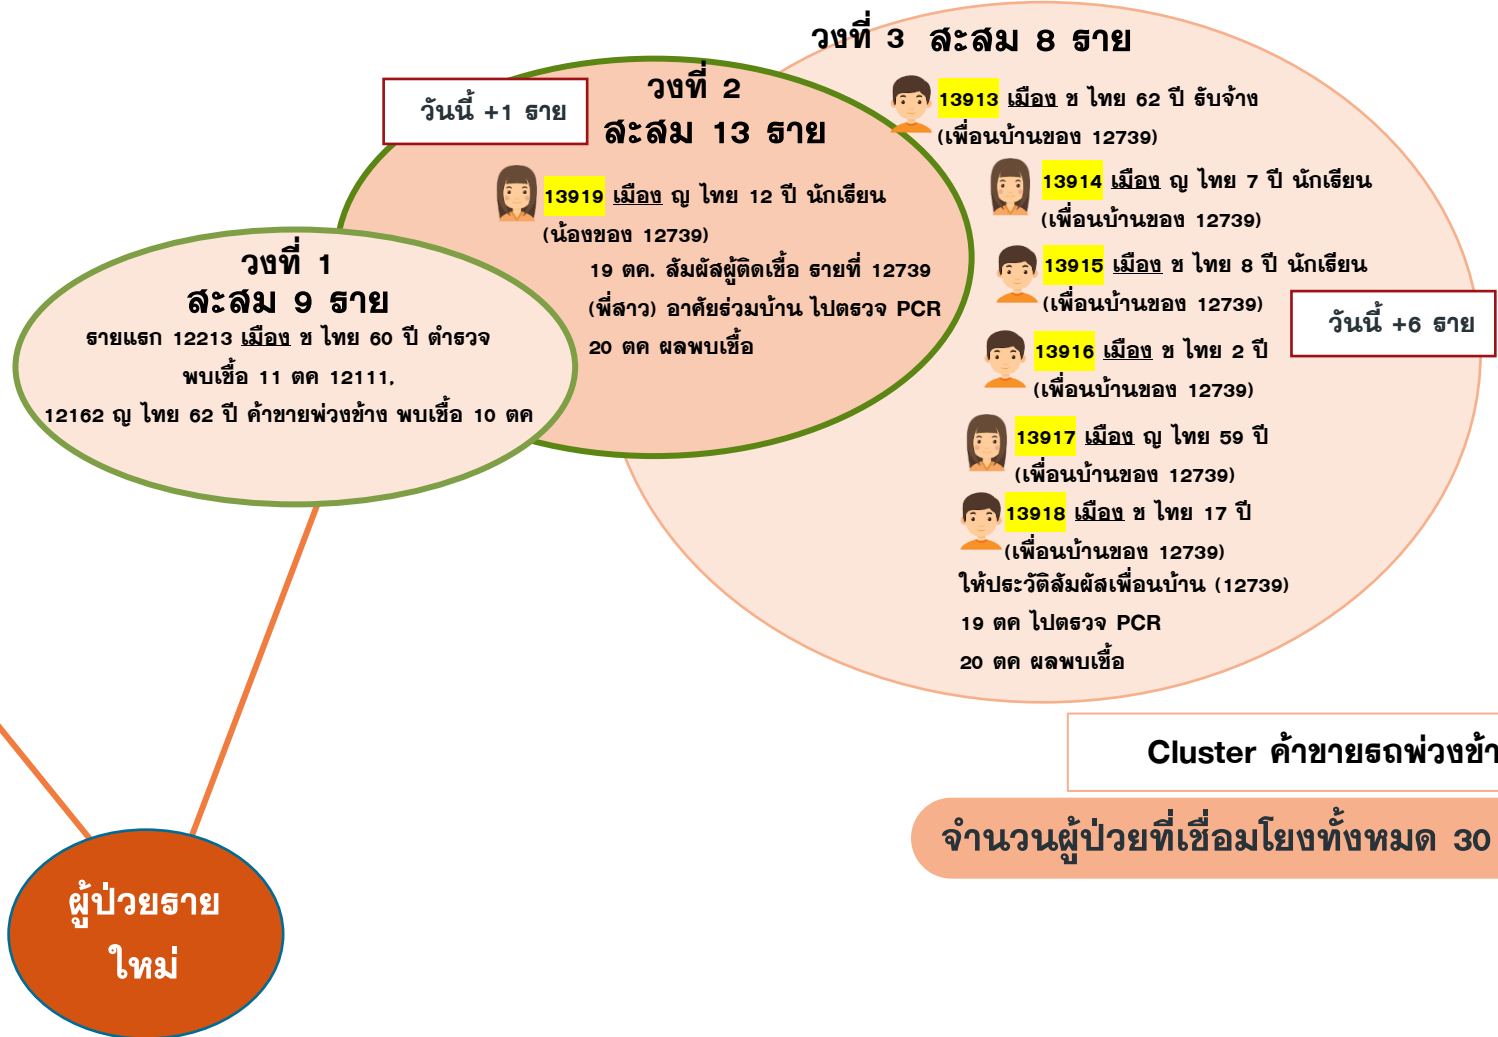 วงที่ 3 สะสม 8 ราย
วันนี้ +1 ราย
วงที่ 2
สะสม 13 ราย
13919 เมือง ญ ไทย 12 ปี นักเรียน
(น้องของ 12739)
19 ตค. สัมผัสผู้ติดเชื้อ รายที่ 12739
(พี่สาว) อาศัยร่วมบ้าน ไปตรวจ PCR
20 ตค ผลพบเชื้อ
วงที่ 1
สะสม 9 ราย
รายแรก 12213 เมือง ช ไทย 60 ปี ตำรวจ
พบเชื้อ 11 ตค 12111,
12162 ญ ไทย 62 ปี ค้าขายพ่วงข้าง พบเชื้อ 10 ตค
13913 เมือง ช ไทย 62 ปี รับจ้าง
(เพื่อนบ้านของ 12739)
13914 เมือง ญ ไทย 7 ปี นักเรียน
(เพื่อนบ้านของ 12739)
13915 เมือง ช ไทย 8 ปี นักเรียน
(เพื่อนบ้านของ 12739)
วันนี้ +6 ราย
13916 เมือง ช ไทย 2 ปี
(เพื่อนบ้านของ 12739)
13917 เมือง ญ ไทย 59 ปี
(เพื่อนบ้านของ 12739)
13918 เมือง ช ไทย 17 ปี
(เพื่อนบ้านของ 12739)
ให้ประวัติสัมผัสเพื่อนบ้าน (12739)
19 ตค ไปตรวจ PCR
20 ตค ผลพบเชื้อ
Cluster ค้าขายรถพ่วงข้า
จำนวนผู้ป่วยที่เชื่อมโยงทั้งหมด 30
ผู้ป่วยราย
ใหม่